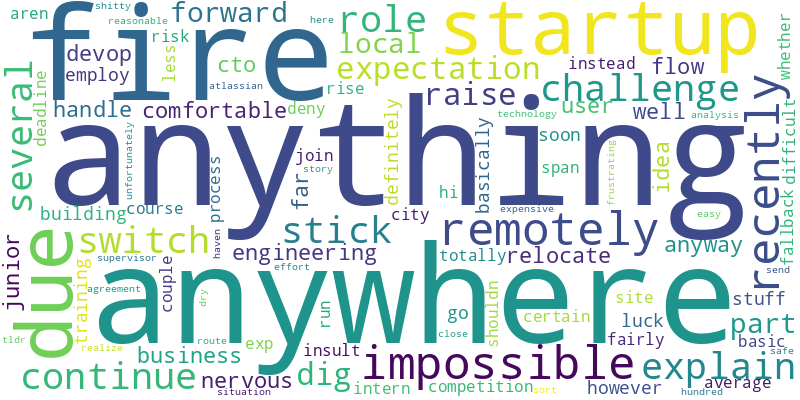 aren
shitty
reasonable
here
forward
fire
role
startup
whether
risk
devop
less
local
cto
expectation
instead
flow
employ
atlassian
rise
raise
challenge
several
deadline
handle
comfortable
deny
user
well
recently
difficult
unfortunately
anything
technology
analysis
definitely
basically
soon
frustrating
idea
join
story
far
span
fallback
process
haven
hi
building
course
city
expensive
easy
due
switch
stick
remotely
anyway
send
junior
training
supervisor
engineering
totally
relocate
agreement
couple
effort
anywhere
go
shouldn
site
stuff
certain
luck
part
tldr
realize
dry
route
run
close
fairly
basic
business
exp
insult
impossible
explain
safe
continue
nervous
dig
intern
competition
however
average
situation
sort
hundred